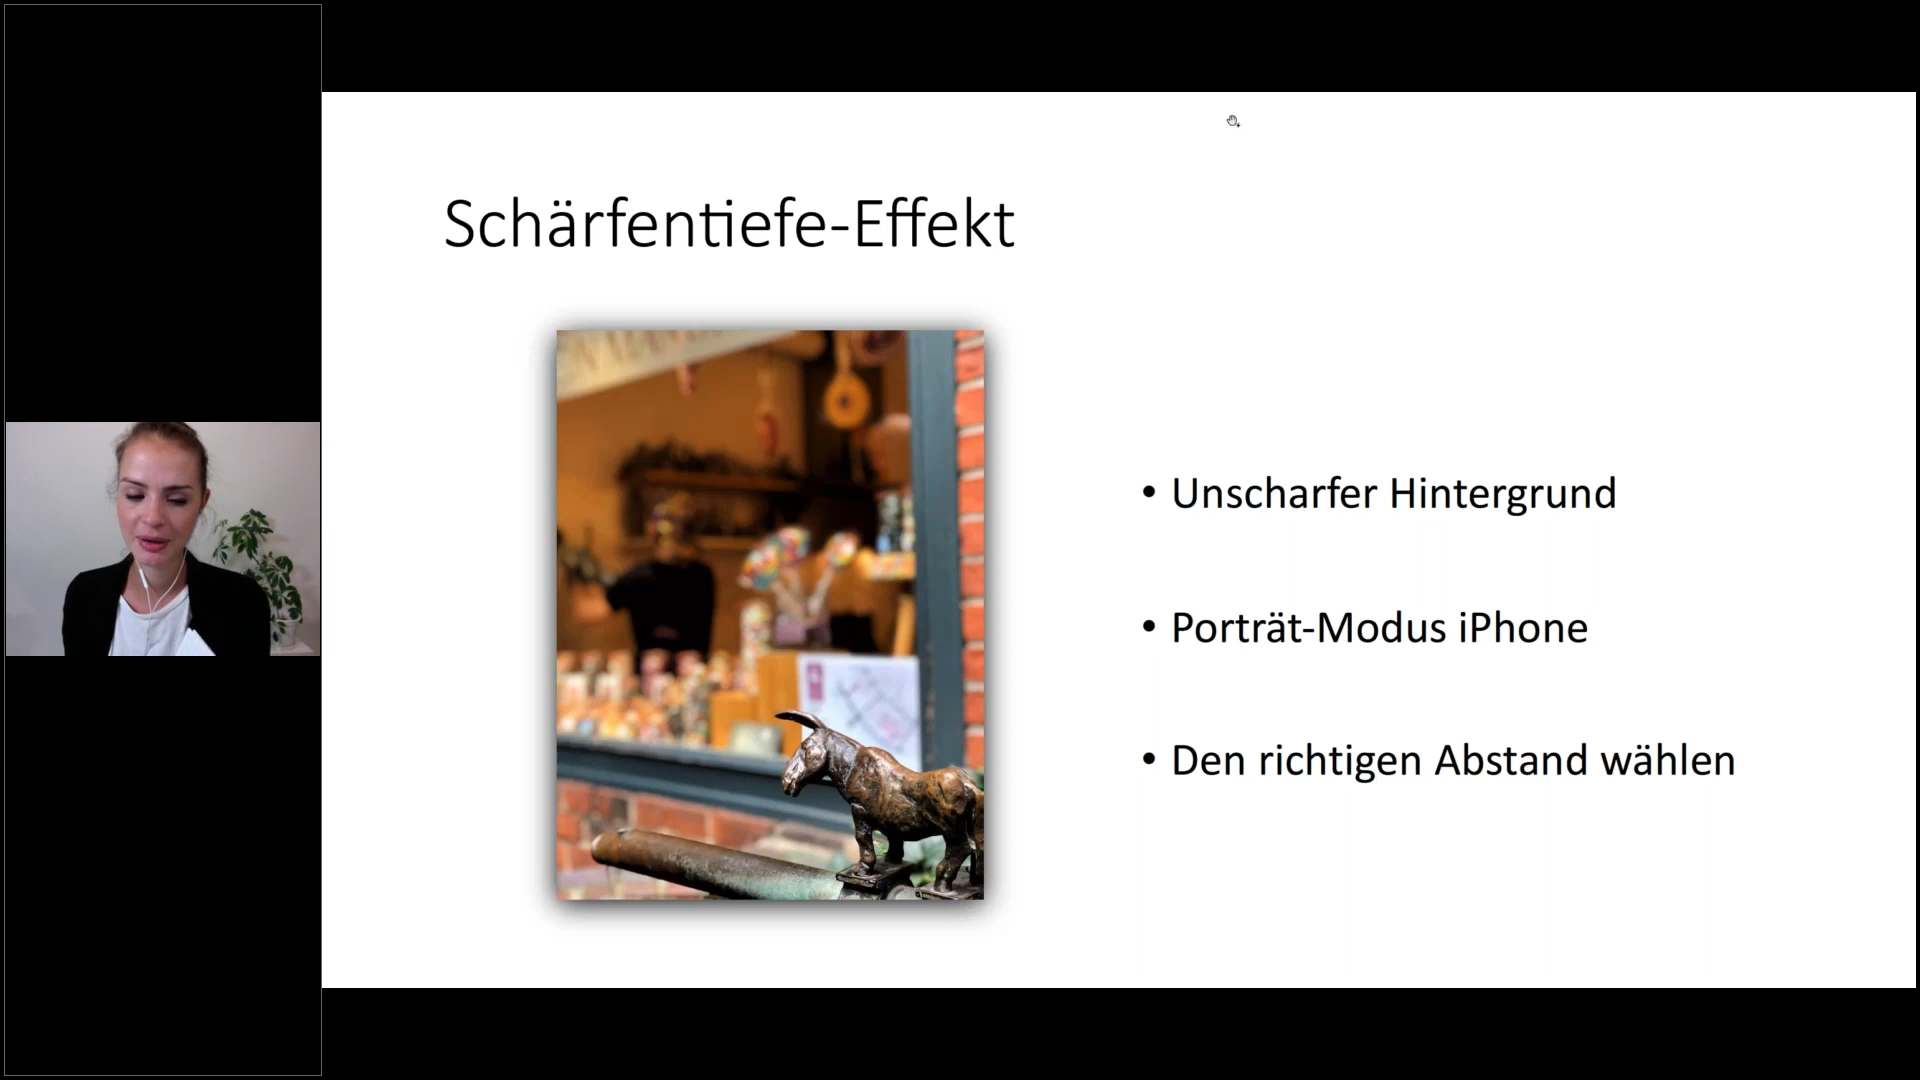 Schärfentiefe-Effekt
• Unscharfer Hintergrund
• Porträt-Modus iPhone
• Den richtigen Abstand wählen